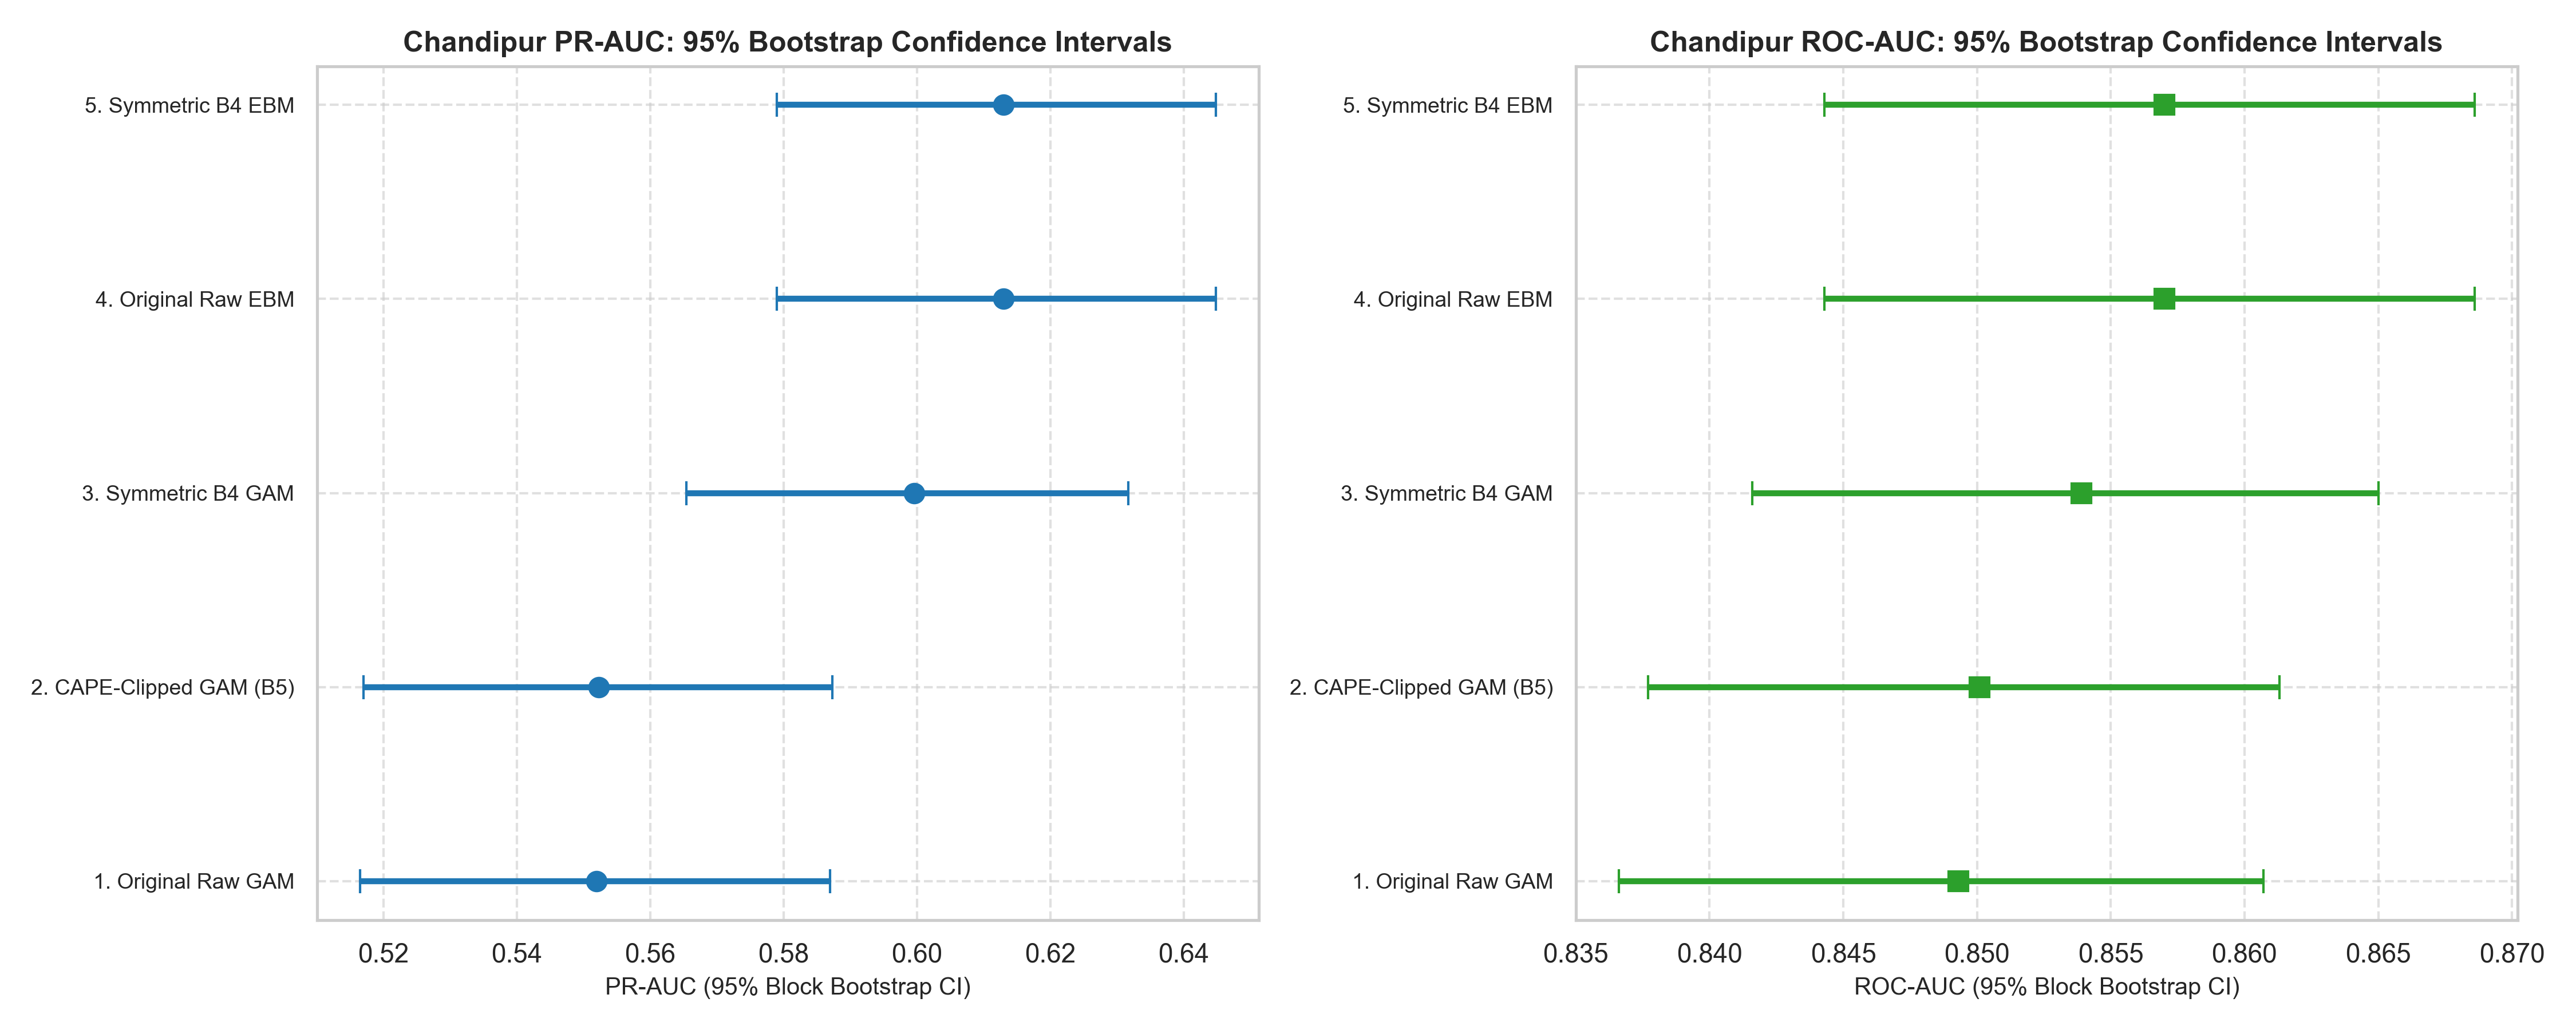 Chandipur PR-AUC: 95% Bootstrap Confidence Intervals
5. Symmetric B4 EBM
4. Original Raw EBM
3. Symmetric B4 GAM
2. CAPE-Clipped GAM (B5)
1. Original Raw GAM
0.52 0.54 0.56 0.58 0.60 0.62 0.64
PR-AUC (95% Block Bootstrap CI)
Chandipur ROC-AUC: 95% Bootstrap Confidence Intervals
5. Symmetric B4 EBM
4. Original Raw EBM
3. Symmetric B4 GAM
2. CAPE-Clipped GAM (B5)
1. Original Raw GAM
0.835 0.840 0.845 0.850 0.855 0.860 0.865 0.870
ROC-AUC (95% Block Bootstrap CI)